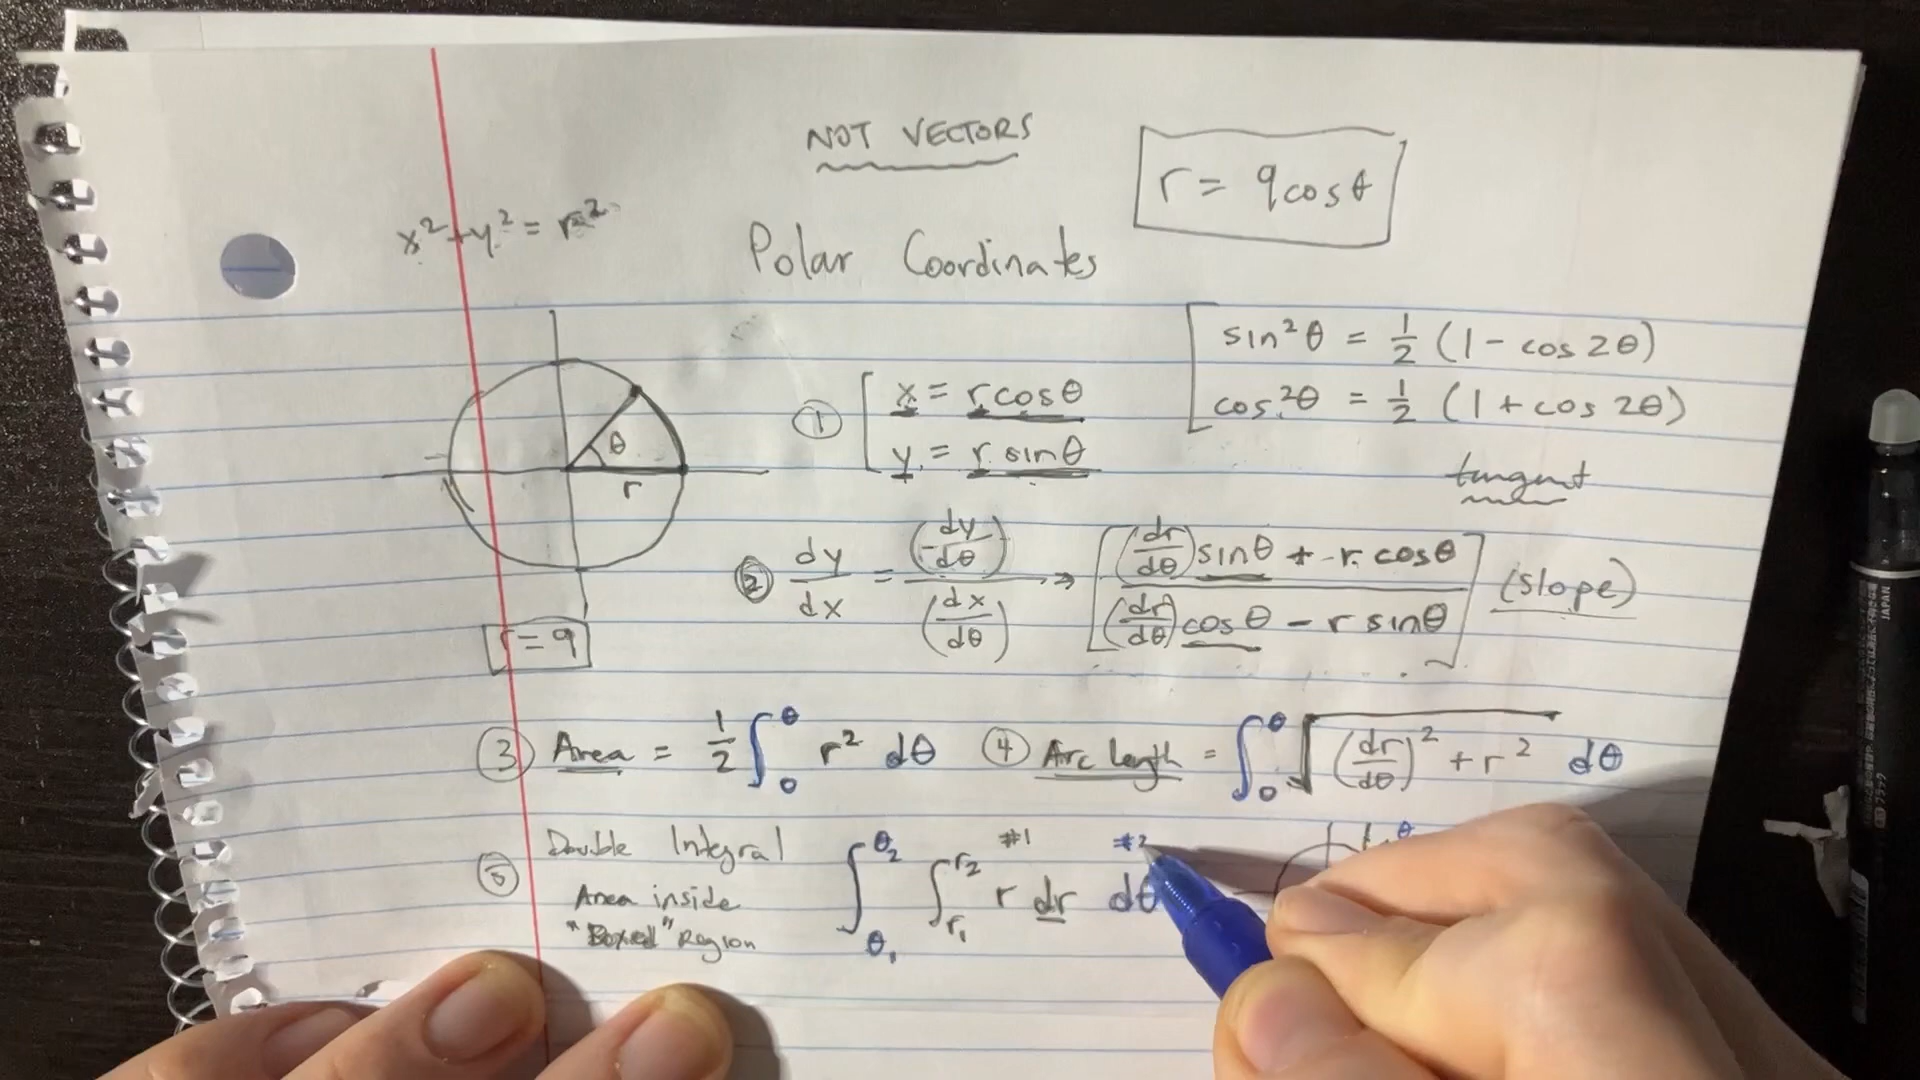 NOT VECTORS
r = 9cosθ
x² + y² = r²
Polar Coordinates
sin²θ = 1/2 (1 - cos 2θ)
cos²θ = 1/2 (1 + cos 2θ)
① x = r cosθ
y = r sinθ
θ
r
r = 9
tangent
② dy/dx = (dy/dθ)/(dx/dθ) → [(dr/dθ) sinθ + r cosθ]/[(dr/dθ) cosθ - r sinθ] (slope)
③ Area = 1/2 ∫₀^θ r² dθ
④ Arc length = ∫₀^θ √((dr/dθ)² + r²) dθ
⑤ Double Integral
Area inside
"Boxed" Region
#1 #2
∫_θ₁^θ₂ ∫_r₁^r₂ r dr dθ
θ
JAPAN